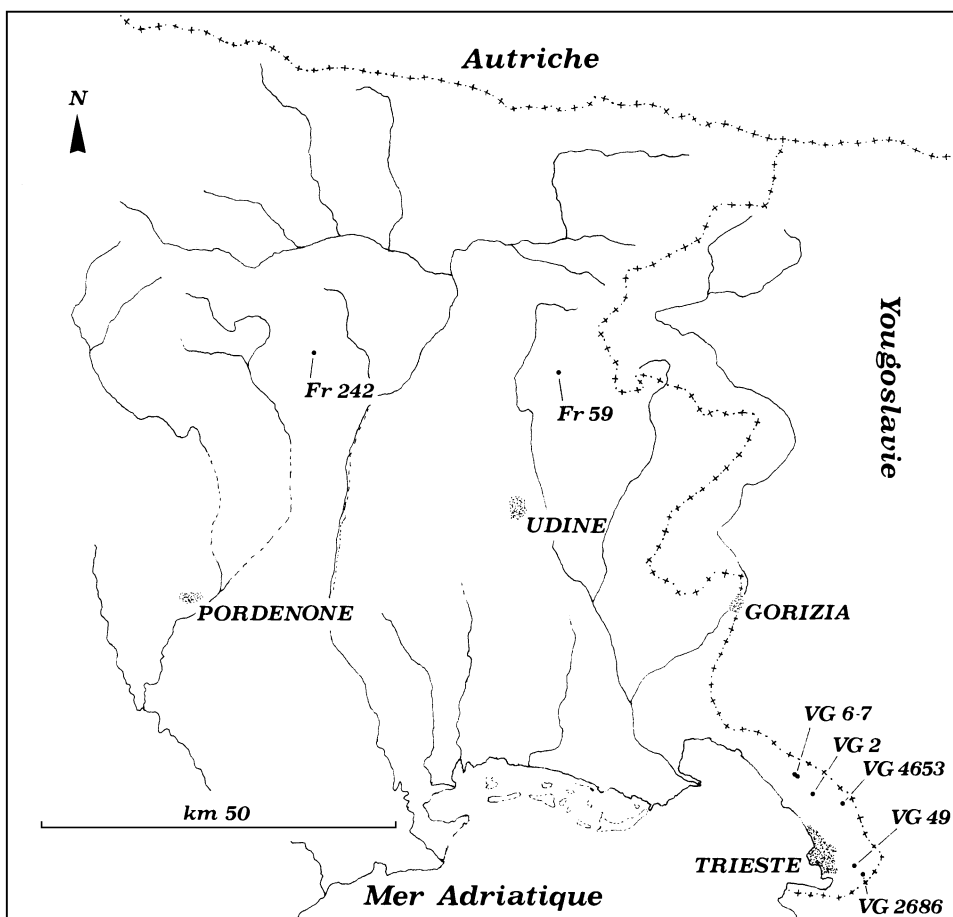 Autriche
N
Yougoslavie
Fr 242
Fr 59
UDINE
PORDENONE
GORIZIA
VG 6-7
VG 2
VG 4653
km 50
VG 49
TRIESTE
Mer Adriatique
VG 2686